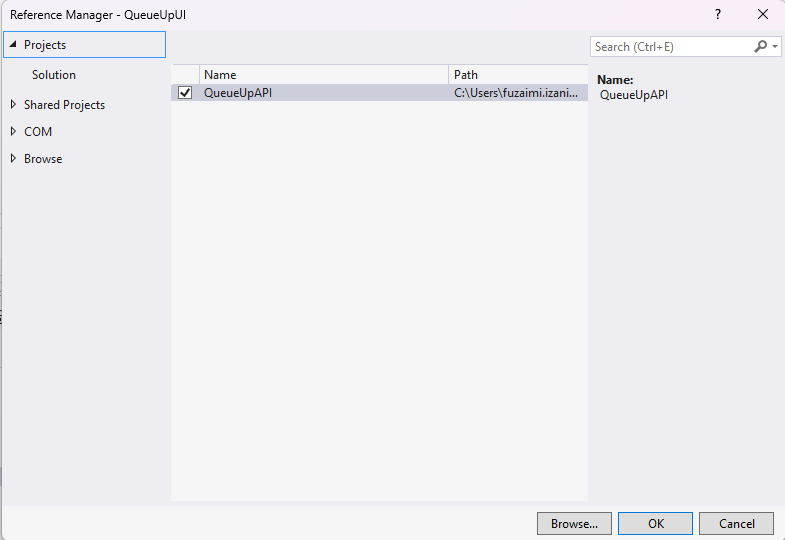 Reference Manager - QueueUpUI
?
Projects
Solution
Shared Projects
COM
Browse
Name
Path
QueueUpAPI
C:\Users\fuzaimi.izani...
Search (Ctrl+E)
Name:
QueueUpAPI
Browse...
OK
Cancel